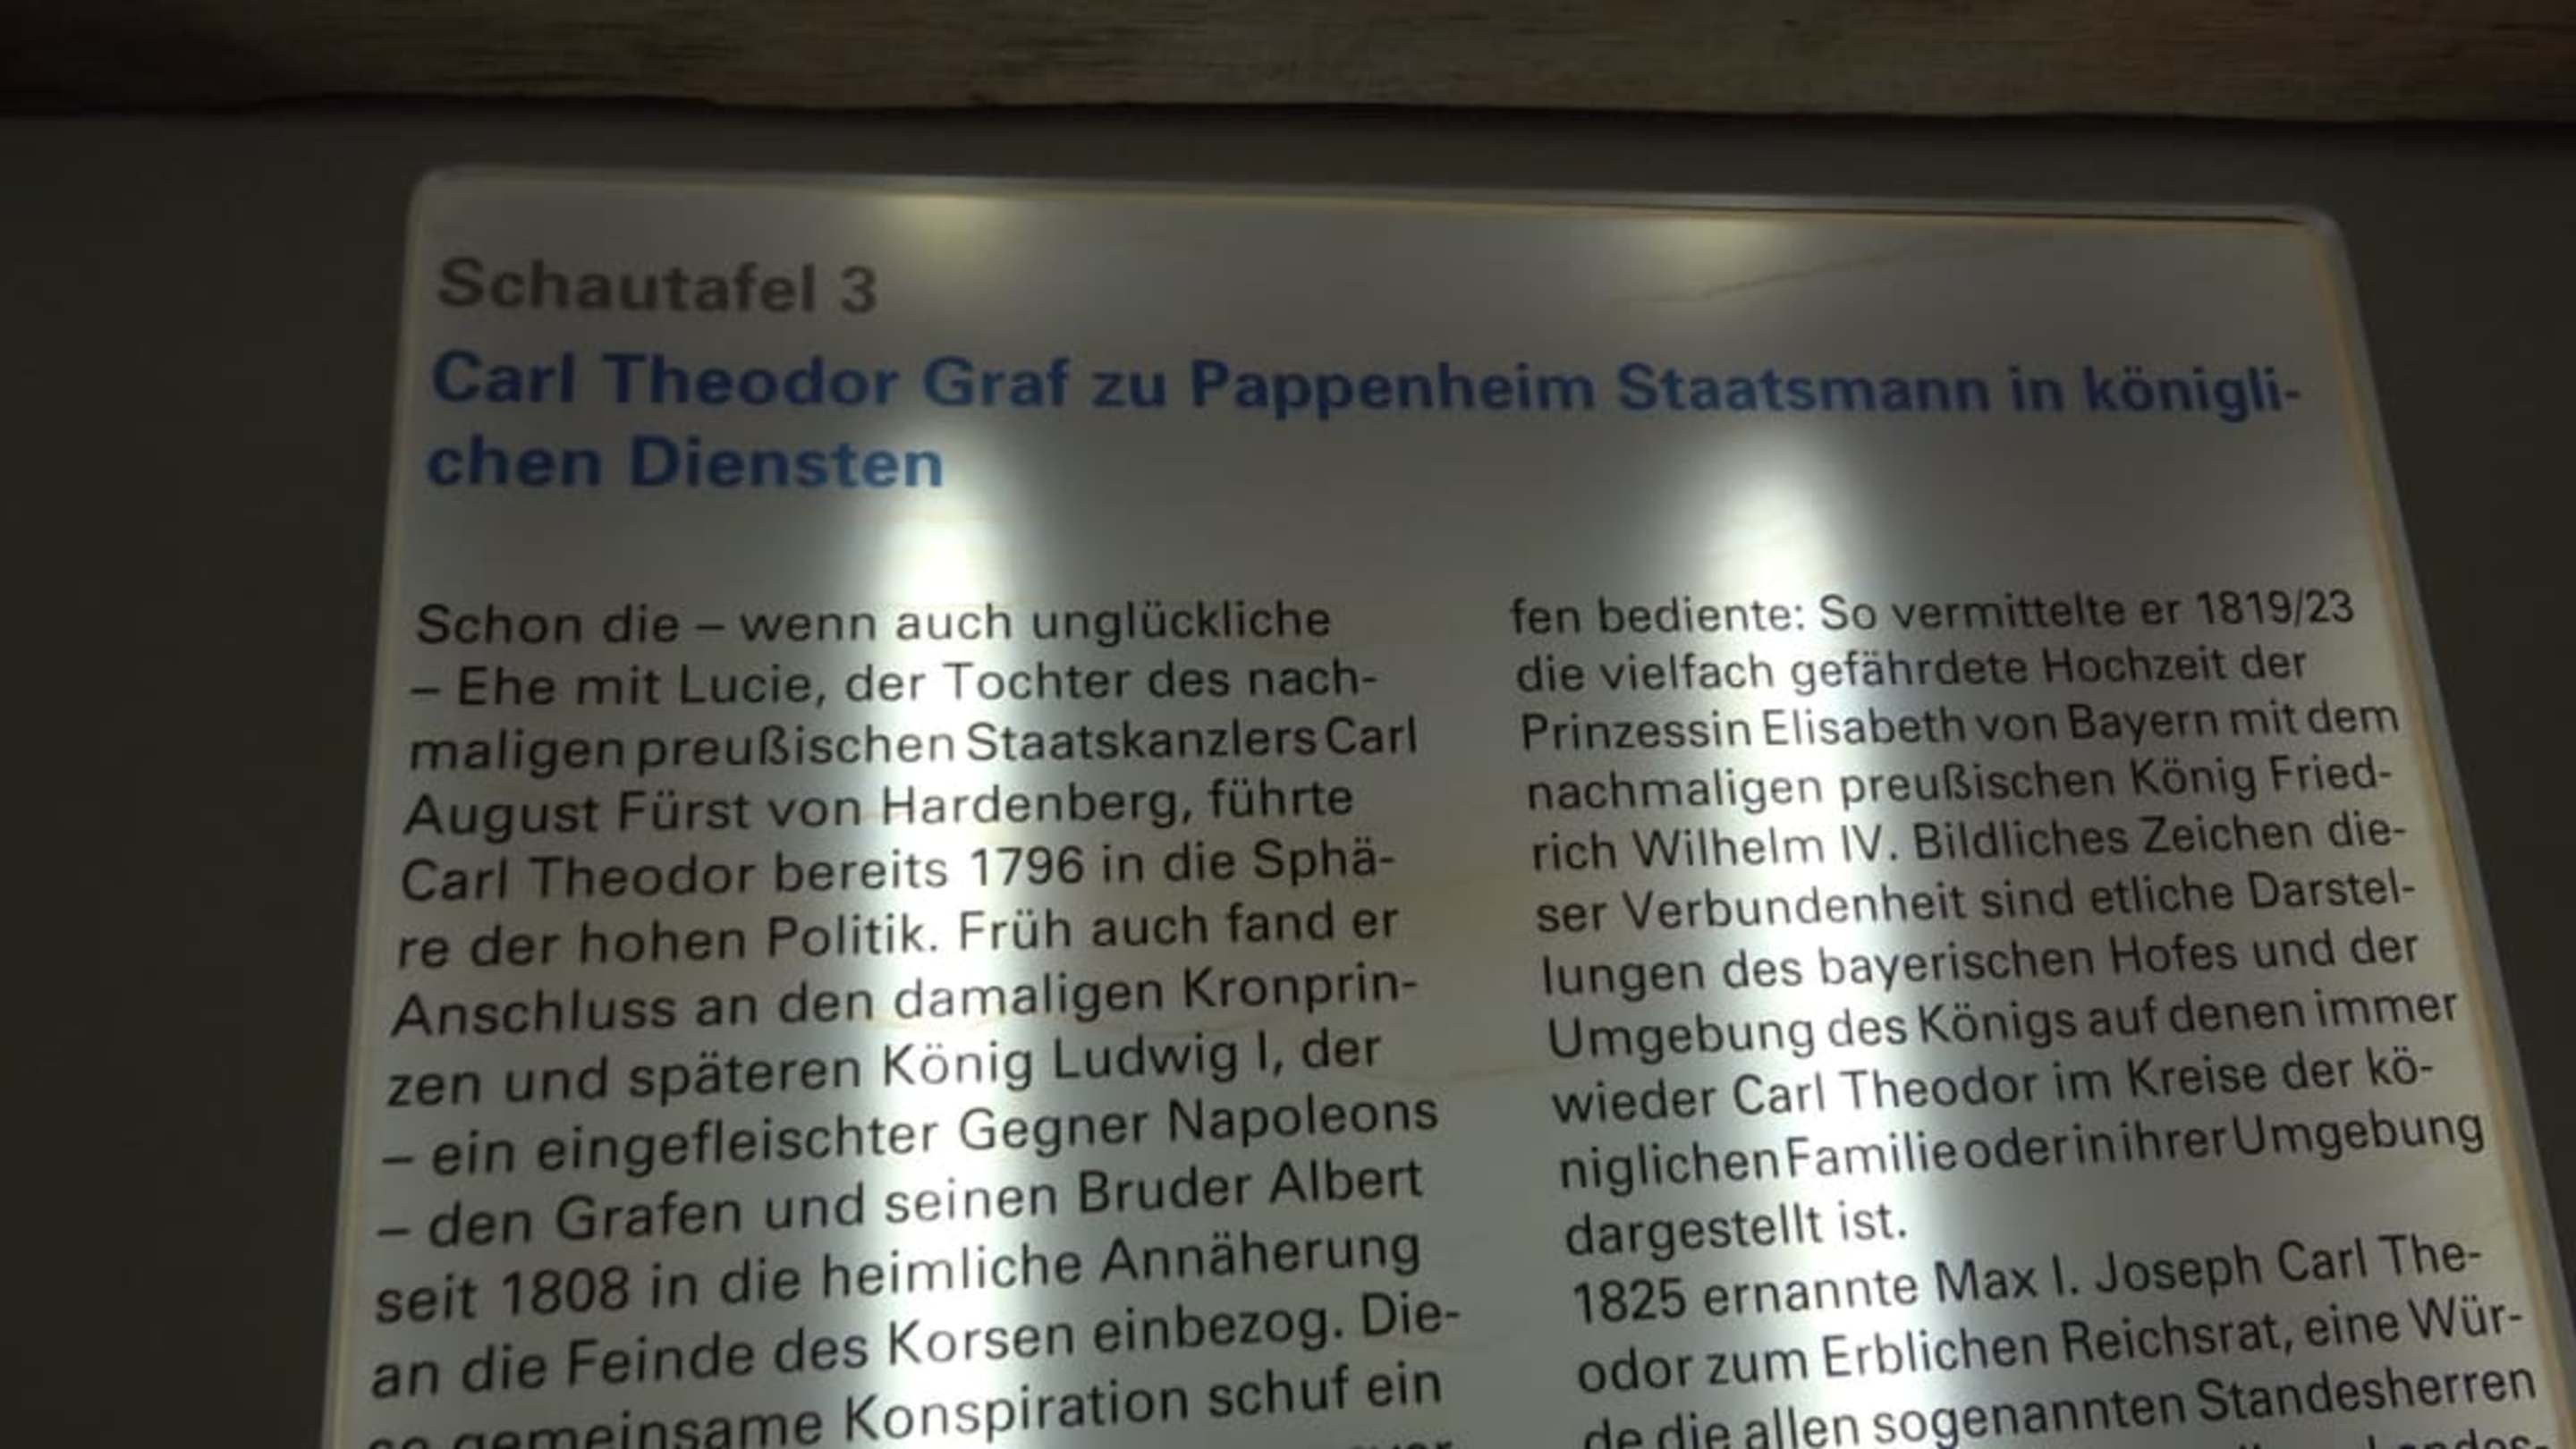 Schautafel 3
Carl Theodor Graf zu Pappenheim Staatsmann in königli-
chen Diensten
Schon die – wenn auch unglückliche
– Ehe mit Lucie, der Tochter des nach-
maligen preußischen Staatskanzlers Carl
August Fürst von Hardenberg, führte
Carl Theodor bereits 1796 in die Sphä-
re der hohen Politik. Früh auch fand er
Anschluss an den damaligen Kronprin-
zen und späteren König Ludwig I, der
– ein eingefleischter Gegner Napoleons
– den Grafen und seinen Bruder Albert
seit 1808 in die heimliche Annäherung
an die Feinde des Korsen einbezog. Die-
se gemeinsame Konspiration schuf ein
fen bediente: So vermittelte er 1819/23
die vielfach gefährdete Hochzeit der
Prinzessin Elisabeth von Bayern mit dem
nachmaligen preußischen König Fried-
rich Wilhelm IV. Bildliches Zeichen die-
ser Verbundenheit sind etliche Darstel-
lungen des bayerischen Hofes und der
Umgebung des Königs auf denen immer
wieder Carl Theodor im Kreise der kö-
niglichen Familie oder in ihrer Umgebung
dargestellt ist.
1825 ernannte Max I. Joseph Carl The-
odor zum Erblichen Reichsrat, eine Wür-
de die allen sogenannten Standesherren